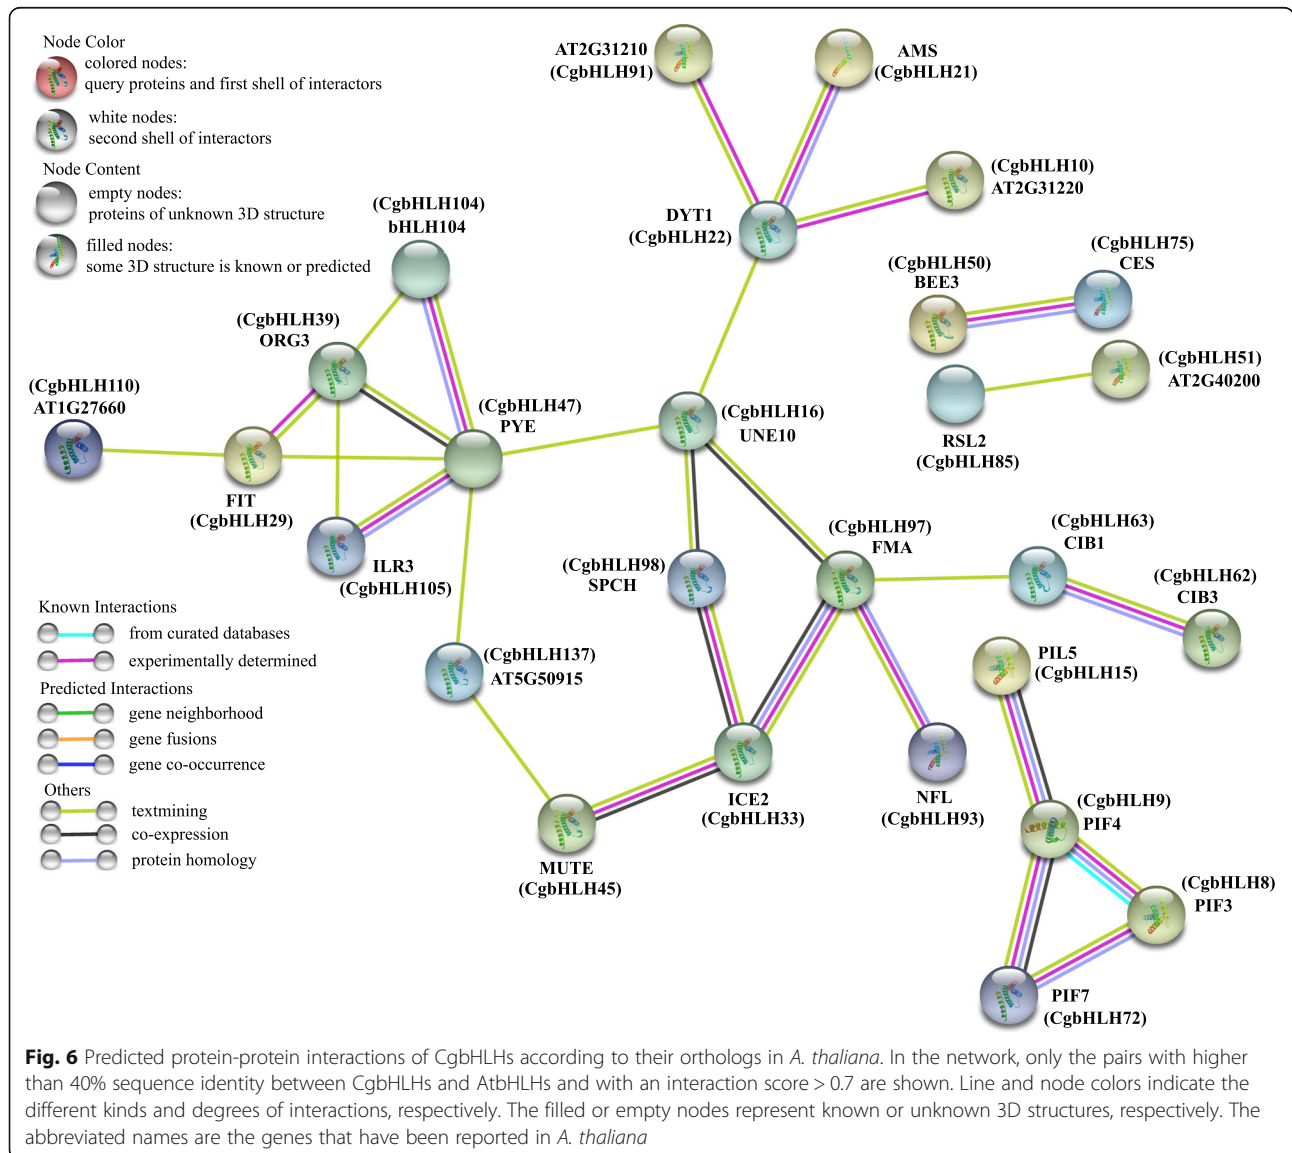 Node Color
colored nodes:
query proteins and first shell of interactors
white nodes:
second shell of interactors
Node Content
empty nodes:
proteins of unknown 3D structure
filled nodes:
some 3D structure is known or predicted
AT2G31210
(CgbHLH91)
AMS
(CgbHLH21)
(CgbHLH10)
AT2G31220
DYT1
(CgbHLH22)
(CgbHLH104)
bHLH104
(CgbHLH50)
BEE3
(CgbHLH75)
CES
(CgbHLH39)
ORG3
(CgbHLH51)
AT2G40200
RSL2
(CgbHLH85)
(CgbHLH110)
AT1G27660
(CgbHLH47)
PYE
(CgbHLH16)
UNE10
FIT
(CgbHLH29)
ILR3
(CgbHLH105)
(CgbHLH98)
SPCH
(CgbHLH97)
FMA
(CgbHLH63)
CIB1
(CgbHLH62)
CIB3
Known Interactions
from curated databases
experimentally determined
Predicted Interactions
gene neighborhood
gene fusions
gene co-occurrence
Others
textmining
co-expression
protein homology
(CgbHLH137)
AT5G50915
PIL5
(CgbHLH15)
ICE2
(CgbHLH33)
NFL
(CgbHLH93)
MUTE
(CgbHLH45)
(CgbHLH9)
PIF4
(CgbHLH8)
PIF3
PIF7
(CgbHLH72)
Fig. 6 Predicted protein-protein interactions of CgbHLHs according to their orthologs in A. thaliana. In the network, only the pairs with higher
than 40% sequence identity between CgbHLHs and AtbHLHs and with an interaction score > 0.7 are shown. Line and node colors indicate the
different kinds and degrees of interactions, respectively. The filled or empty nodes represent known or unknown 3D structures, respectively. The
abbreviated names are the genes that have been reported in A. thaliana